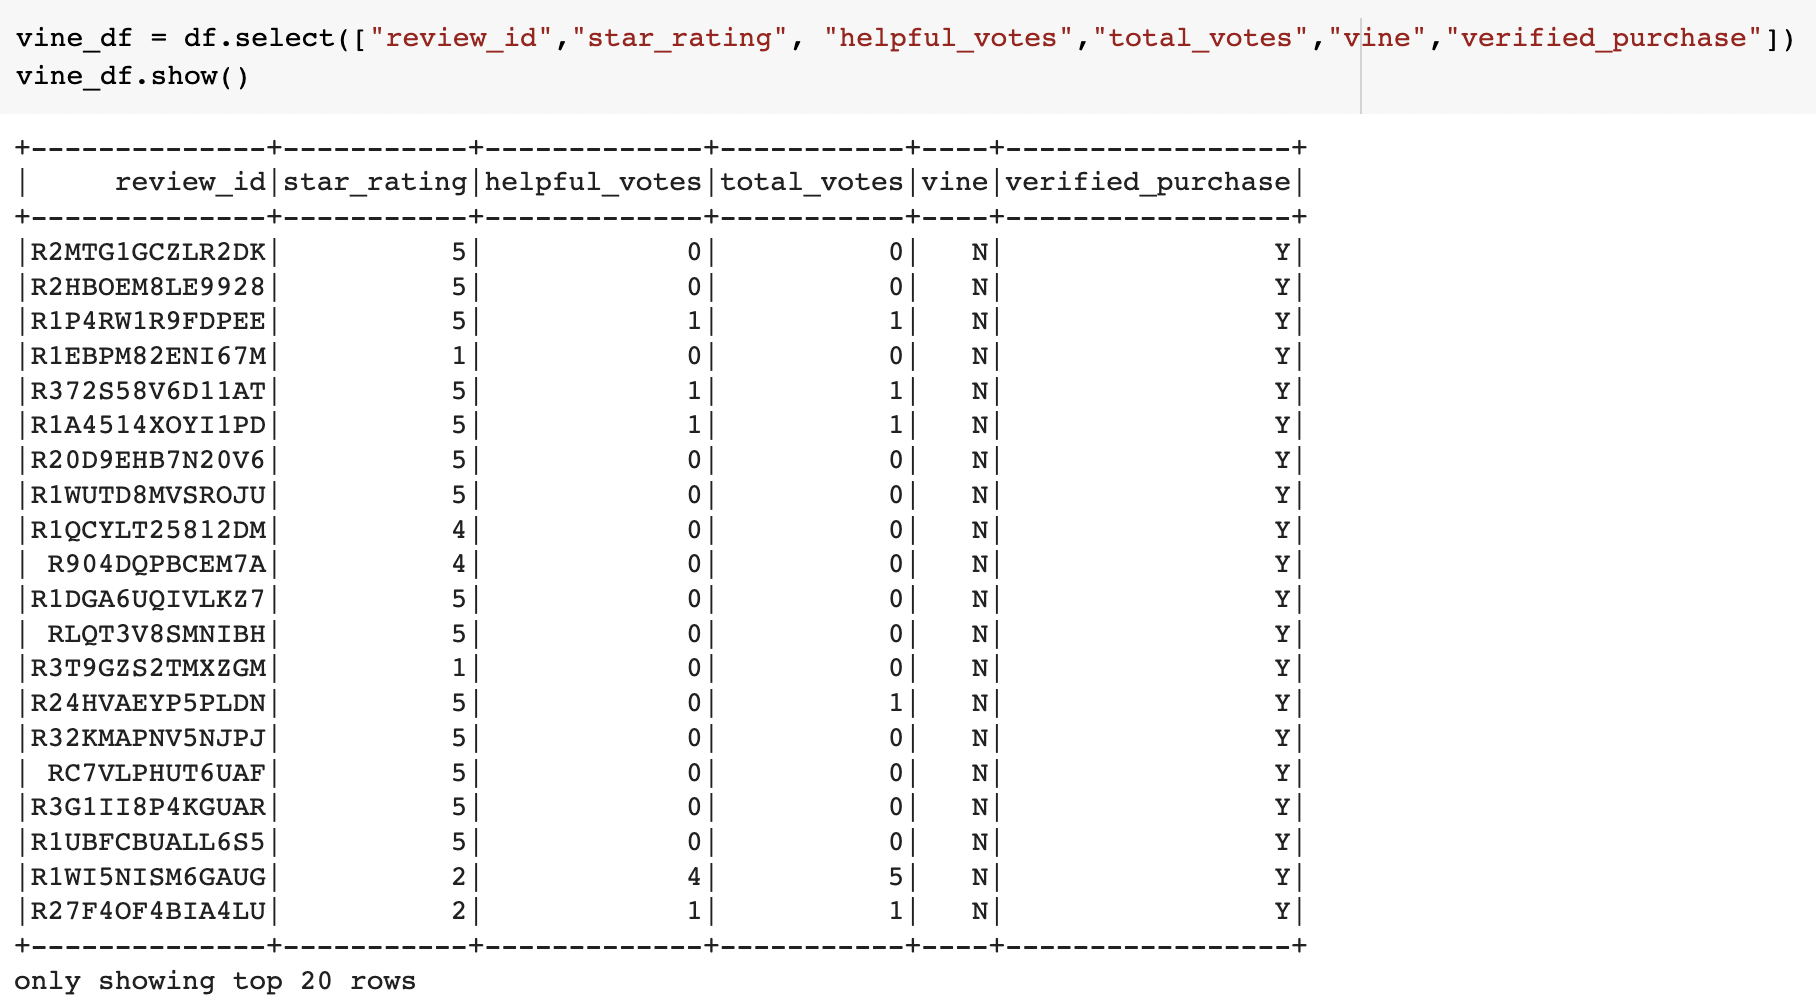 vine_df = df.select(["review_id","star_rating", "helpful_votes","total_votes","vine","verified_purchase"])
vine_df.show()
+--------------+-----------+-------------+-----------+----+-----------------+
|     review_id|star_rating|helpful_votes|total_votes|vine|verified_purchase|
+--------------+-----------+-------------+-----------+----+-----------------+
|R2MTG1GCZLR2DK|          5|            0|          0|   N|                Y|
|R2HBOEM8LE9928|          5|            0|          0|   N|                Y|
|R1P4RW1R9FDPEE|          5|            1|          1|   N|                Y|
|R1EBPM82ENI67M|          1|            0|          0|   N|                Y|
|R372S58V6D11AT|          5|            1|          1|   N|                Y|
|R1A4514XOYI1PD|          5|            1|          1|   N|                Y|
|R20D9EHB7N20V6|          5|            0|          0|   N|                Y|
|R1WUTD8MVSROJU|          5|            0|          0|   N|                Y|
|R1QCYLT25812DM|          4|            0|          0|   N|                Y|
| R904DQPBCEM7A|          4|            0|          0|   N|                Y|
|R1DGA6UQIVLKZ7|          5|            0|          0|   N|                Y|
| RLQT3V8SMNIBH|          5|            0|          0|   N|                Y|
|R3T9GZS2TMXZGM|          1|            0|          0|   N|                Y|
|R24HVAEYP5PLDN|          5|            0|          1|   N|                Y|
|R32KMAPNV5NJPJ|          5|            0|          0|   N|                Y|
| RC7VLPHUT6UAF|          5|            0|          0|   N|                Y|
|R3G1II8P4KGUAR|          5|            0|          0|   N|                Y|
|R1UBFCBUALL6S5|          5|            0|          0|   N|                Y|
|R1WI5NISM6GAUG|          2|            4|          5|   N|                Y|
|R27F4OF4BIA4LU|          2|            1|          1|   N|                Y|
+--------------+-----------+-------------+-----------+----+-----------------+
only showing top 20 rows